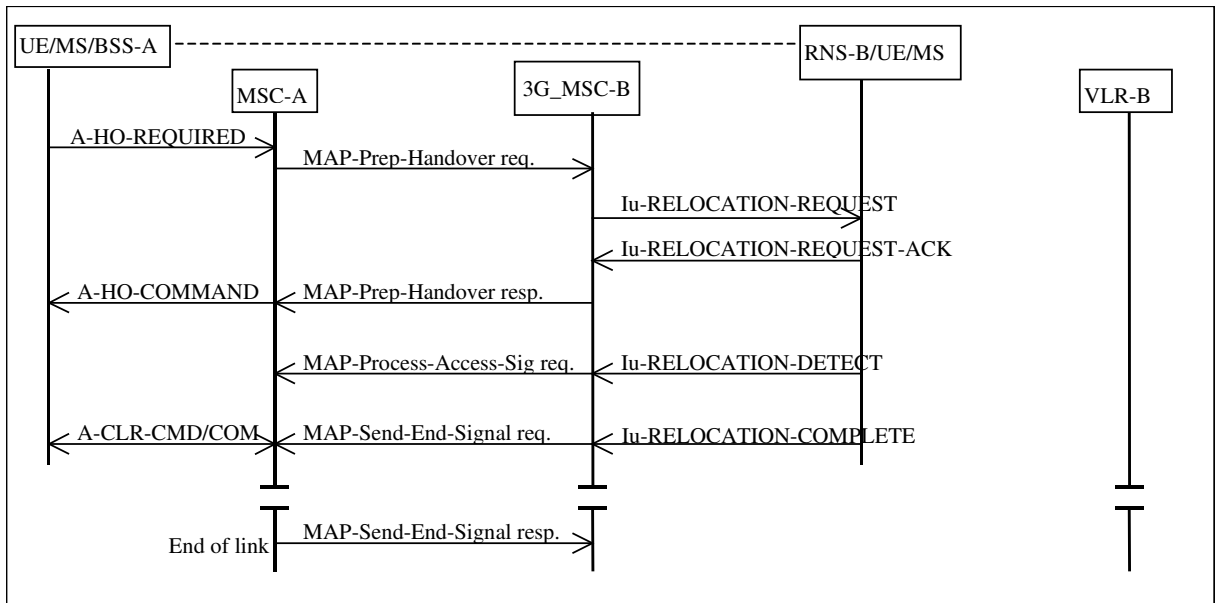 UE/MS/BSS-A
RNS-B/UE/MS
MSC-A
3G_MSC-B
VLR-B
A-HO-REQUIRED
MAP-Prep-Handover req.
Iu-RELOCATION-REQUEST
Iu-RELOCATION-REQUEST-ACK
A-HO-COMMAND
MAP-Prep-Handover resp.
MAP-Process-Access-Sig req.
Iu-RELOCATION-DETECT
A-CLR-CMD/COM
MAP-Send-End-Signal req.
Iu-RELOCATION-COMPLETE
MAP-Send-End-Signal resp.
End of link